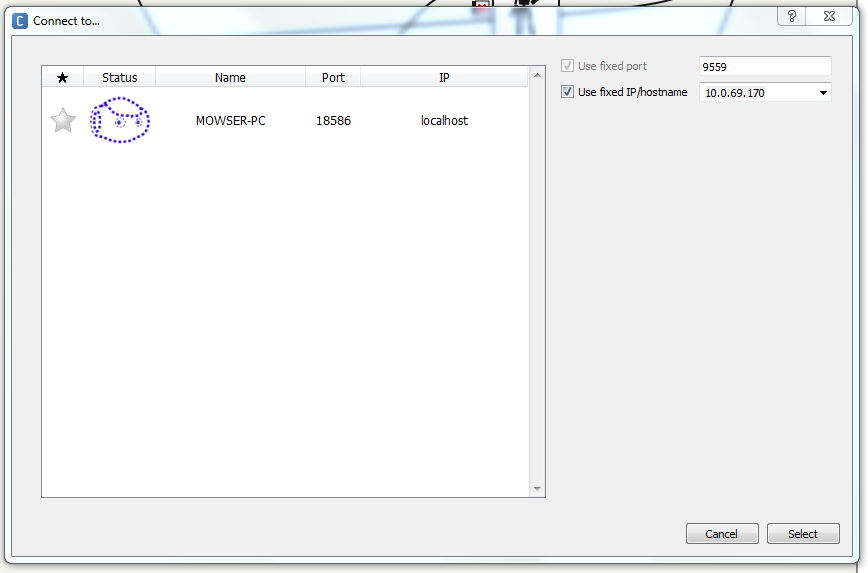 C Connect to...
?
★ Status Name Port IP
MOWSER-PC 18586 localhost
Use fixed port 9559
Use fixed IP/hostname 10.0.69.170
Cancel Select